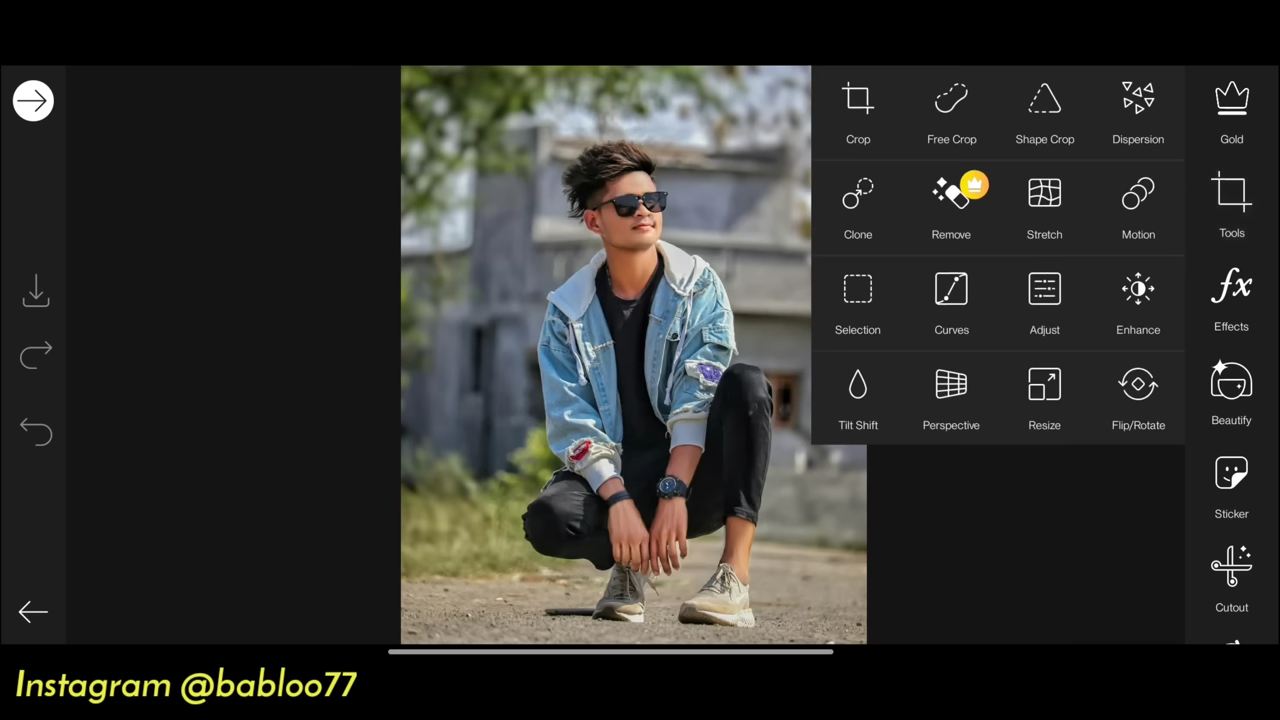 Crop
Free Crop
Shape Crop
Dispersion
Gold
Clone
Remove
Stretch
Motion
Tools
Selection
Curves
Adjust
Enhance
fx
Effects
Tilt Shift
Perspective
Resize
Flip/Rotate
Beautify
Sticker
Cutout
Instagram @babloo77